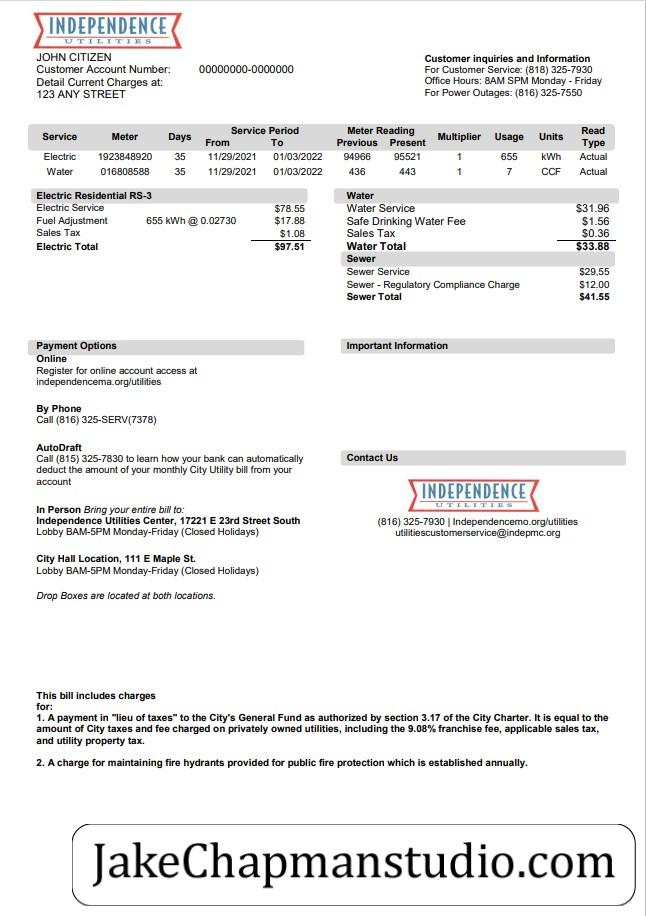 INDEPENDENCE
UTILITIES
JOHN CITIZEN
Customer Account Number: 00000000-0000000
Detail Current Charges at:
123 ANY STREET
Customer inquiries and Information
For Customer Service: (818) 325-7930
Office Hours: 8AM SPM Monday - Friday
For Power Outages: (816) 325-7550
Service Meter Days Service Period From To Meter Reading Previous Present Multiplier Usage Units Read Type
Electric 1923848920 35 11/29/2021 01/03/2022 94966 95521 1 655 kWh Actual
Water 016808588 35 11/29/2021 01/03/2022 436 443 1 7 CCF Actual
Electric Residential RS-3
Electric Service $78.55
Fuel Adjustment 655 kWh @ 0.02730 $17.88
Sales Tax $1.08
Electric Total $97.51
Water
Water Service $31.96
Safe Drinking Water Fee $1.56
Sales Tax $0.36
Water Total $33.88
Sewer
Sewer Service $29,55
Sewer - Regulatory Compliance Charge $12.00
Sewer Total $41.55
Payment Options
Online
Register for online account access at
independencema.org/utilities
By Phone
Call (816) 325-SERV(7378)
AutoDraft
Call (815) 325-7830 to learn how your bank can automatically
deduct the amount of your monthly City Utility bill from your
account
In Person Bring your entire bill to:
Independence Utilities Center, 17221 E 23rd Street South
Lobby BAM-5PM Monday-Friday (Closed Holidays)
City Hall Location, 111 E Maple St.
Lobby BAM-5PM Monday-Friday (Closed Holidays)
Drop Boxes are located at both locations.
Important Information
Contact Us
INDEPENDENCE
UTILITIES
(816) 325-7930 | Independencemo.org/utilities
utilitiescustomerservice@indepmc.org
This bill includes charges
for:
1. A payment in "lieu of taxes" to the City's General Fund as authorized by section 3.17 of the City Charter. It is equal to the
amount of City taxes and fee charged on privately owned utilities, including the 9.08% franchise fee, applicable sales tax,
and utility property tax.
2. A charge for maintaining fire hydrants provided for public fire protection which is established annually.
JakeChapmanstudio.com